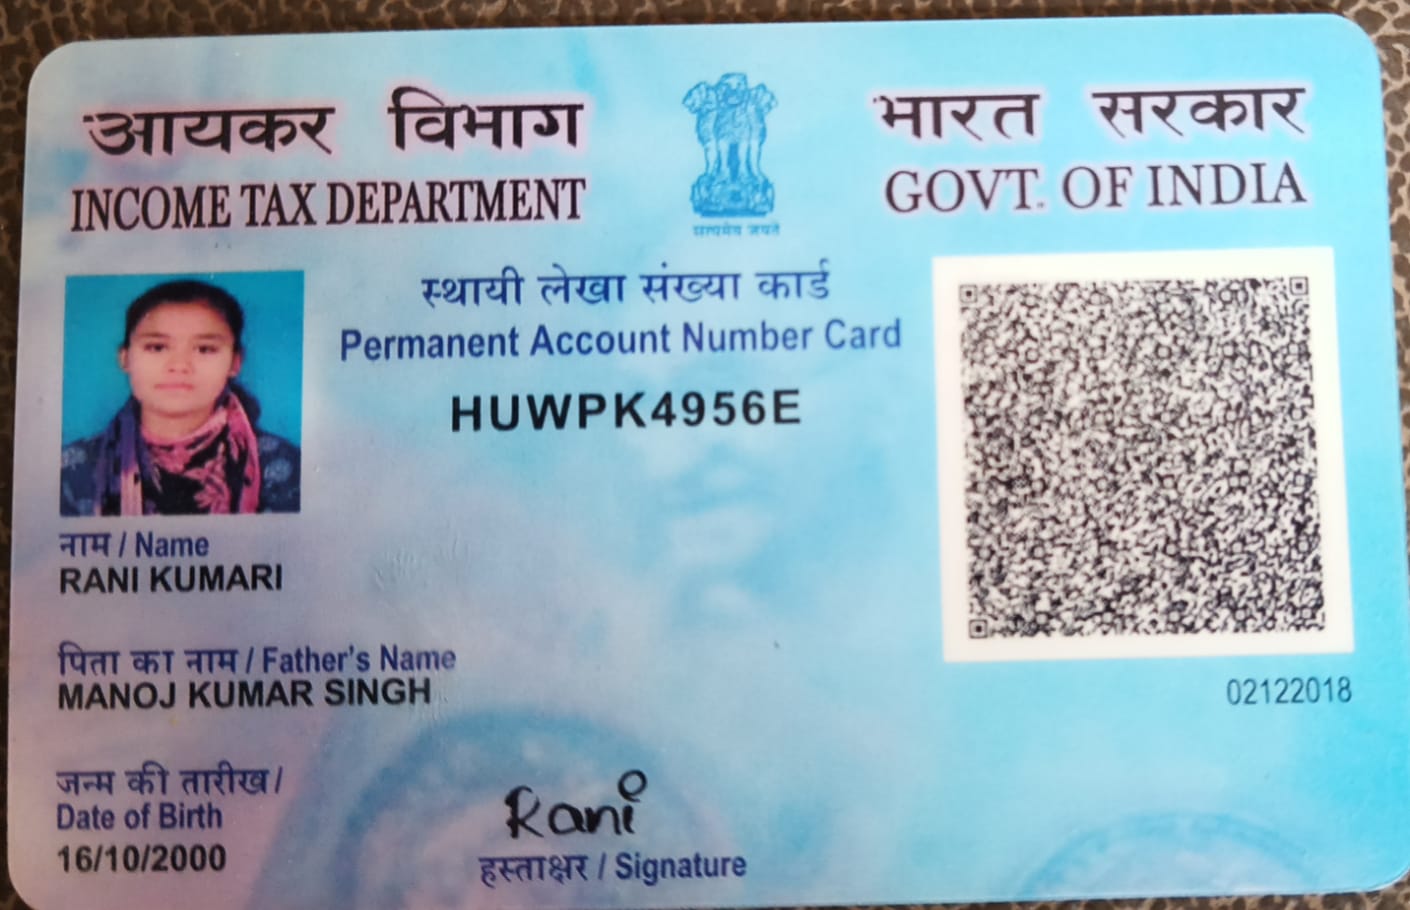 आयकर विभाग
INCOME TAX DEPARTMENT
सत्यमेव जयते
भारत सरकार
GOVT. OF INDIA
स्थायी लेखा संख्या कार्ड
Permanent Account Number Card
HUWPK4956E
नाम / Name
RANI KUMARI
पिता का नाम / Father's Name
MANOJ KUMAR SINGH
02122018
जन्म की तारीख /
Date of Birth
16/10/2000
Rani
हस्ताक्षर / Signature